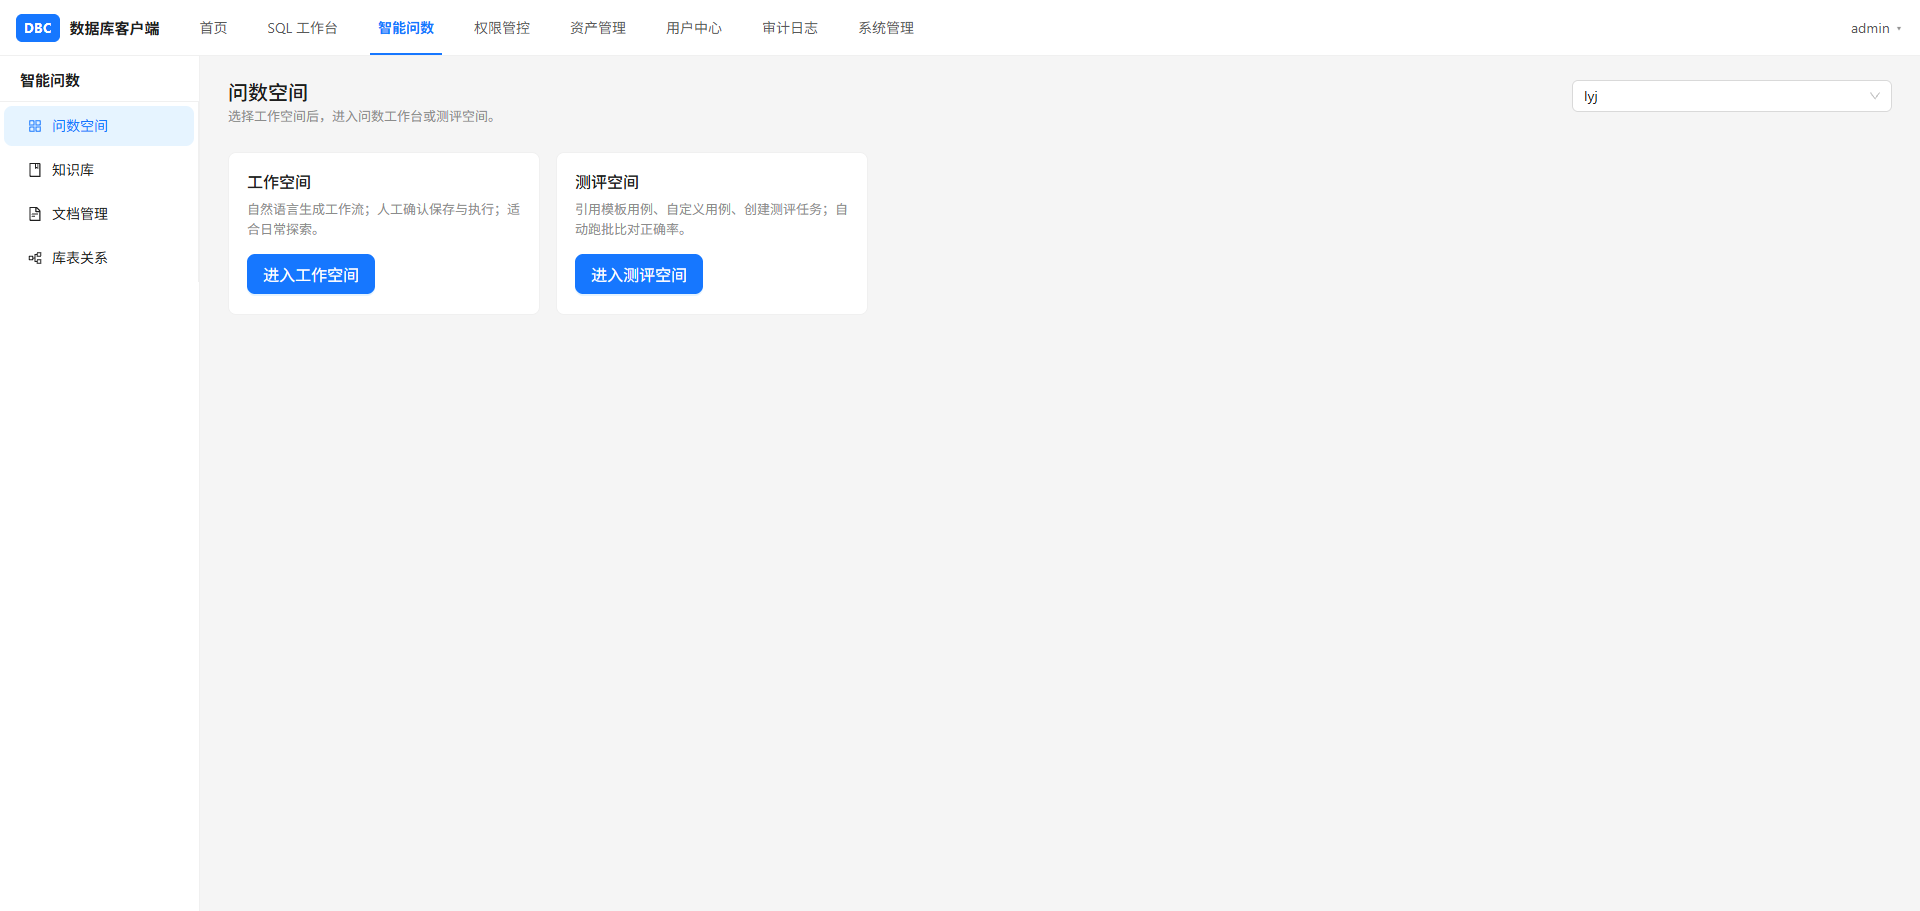 DBC 数据库客户端 首页 SQL 工作台 智能问数 权限管控 资产管理 用户中心 审计日志 系统管理 admin
智能问数
问数空间
知识库
文档管理
库表关系
问数空间
选择工作空间后，进入问数工作台或测评空间。
lyj
工作空间
自然语言生成工作流；人工确认保存与执行；适
合日常探索。
进入工作空间
测评空间
引用模板用例、自定义用例、创建测评任务；自
动跑批比对正确率。
进入测评空间